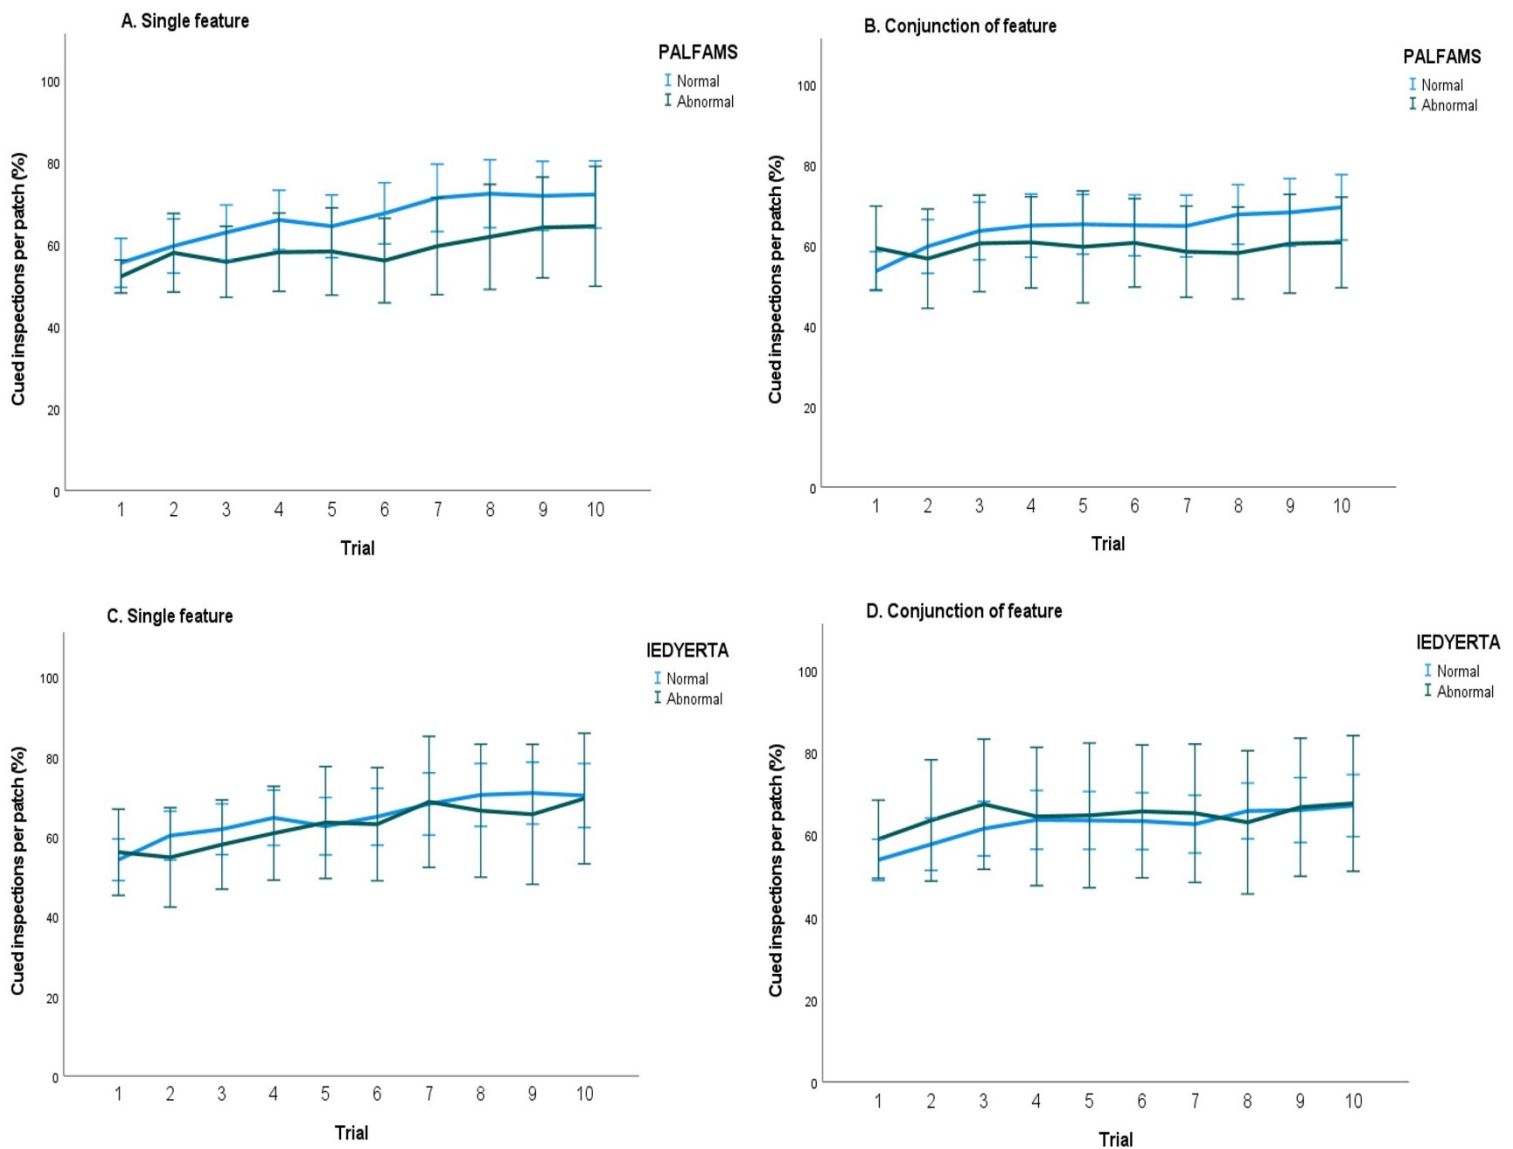 A. Single feature
PALFAMS
Normal
Abnormal
100
80
60
40
20
0
Cued inspections per patch (%)
1 2 3 4 5 6 7 8 9 10
Trial
B. Conjunction of feature
PALFAMS
Normal
Abnormal
100
80
60
40
20
0
Cued inspections per patch (%)
1 2 3 4 5 6 7 8 9 10
Trial
C. Single feature
IEDYERTA
Normal
Abnormal
100
80
60
40
20
0
Cued inspections per patch (%)
1 2 3 4 5 6 7 8 9 10
Trial
D. Conjunction of feature
IEDYERTA
Normal
Abnormal
100
80
60
40
20
0
Cued inspections per patch (%)
1 2 3 4 5 6 7 8 9 10
Trial